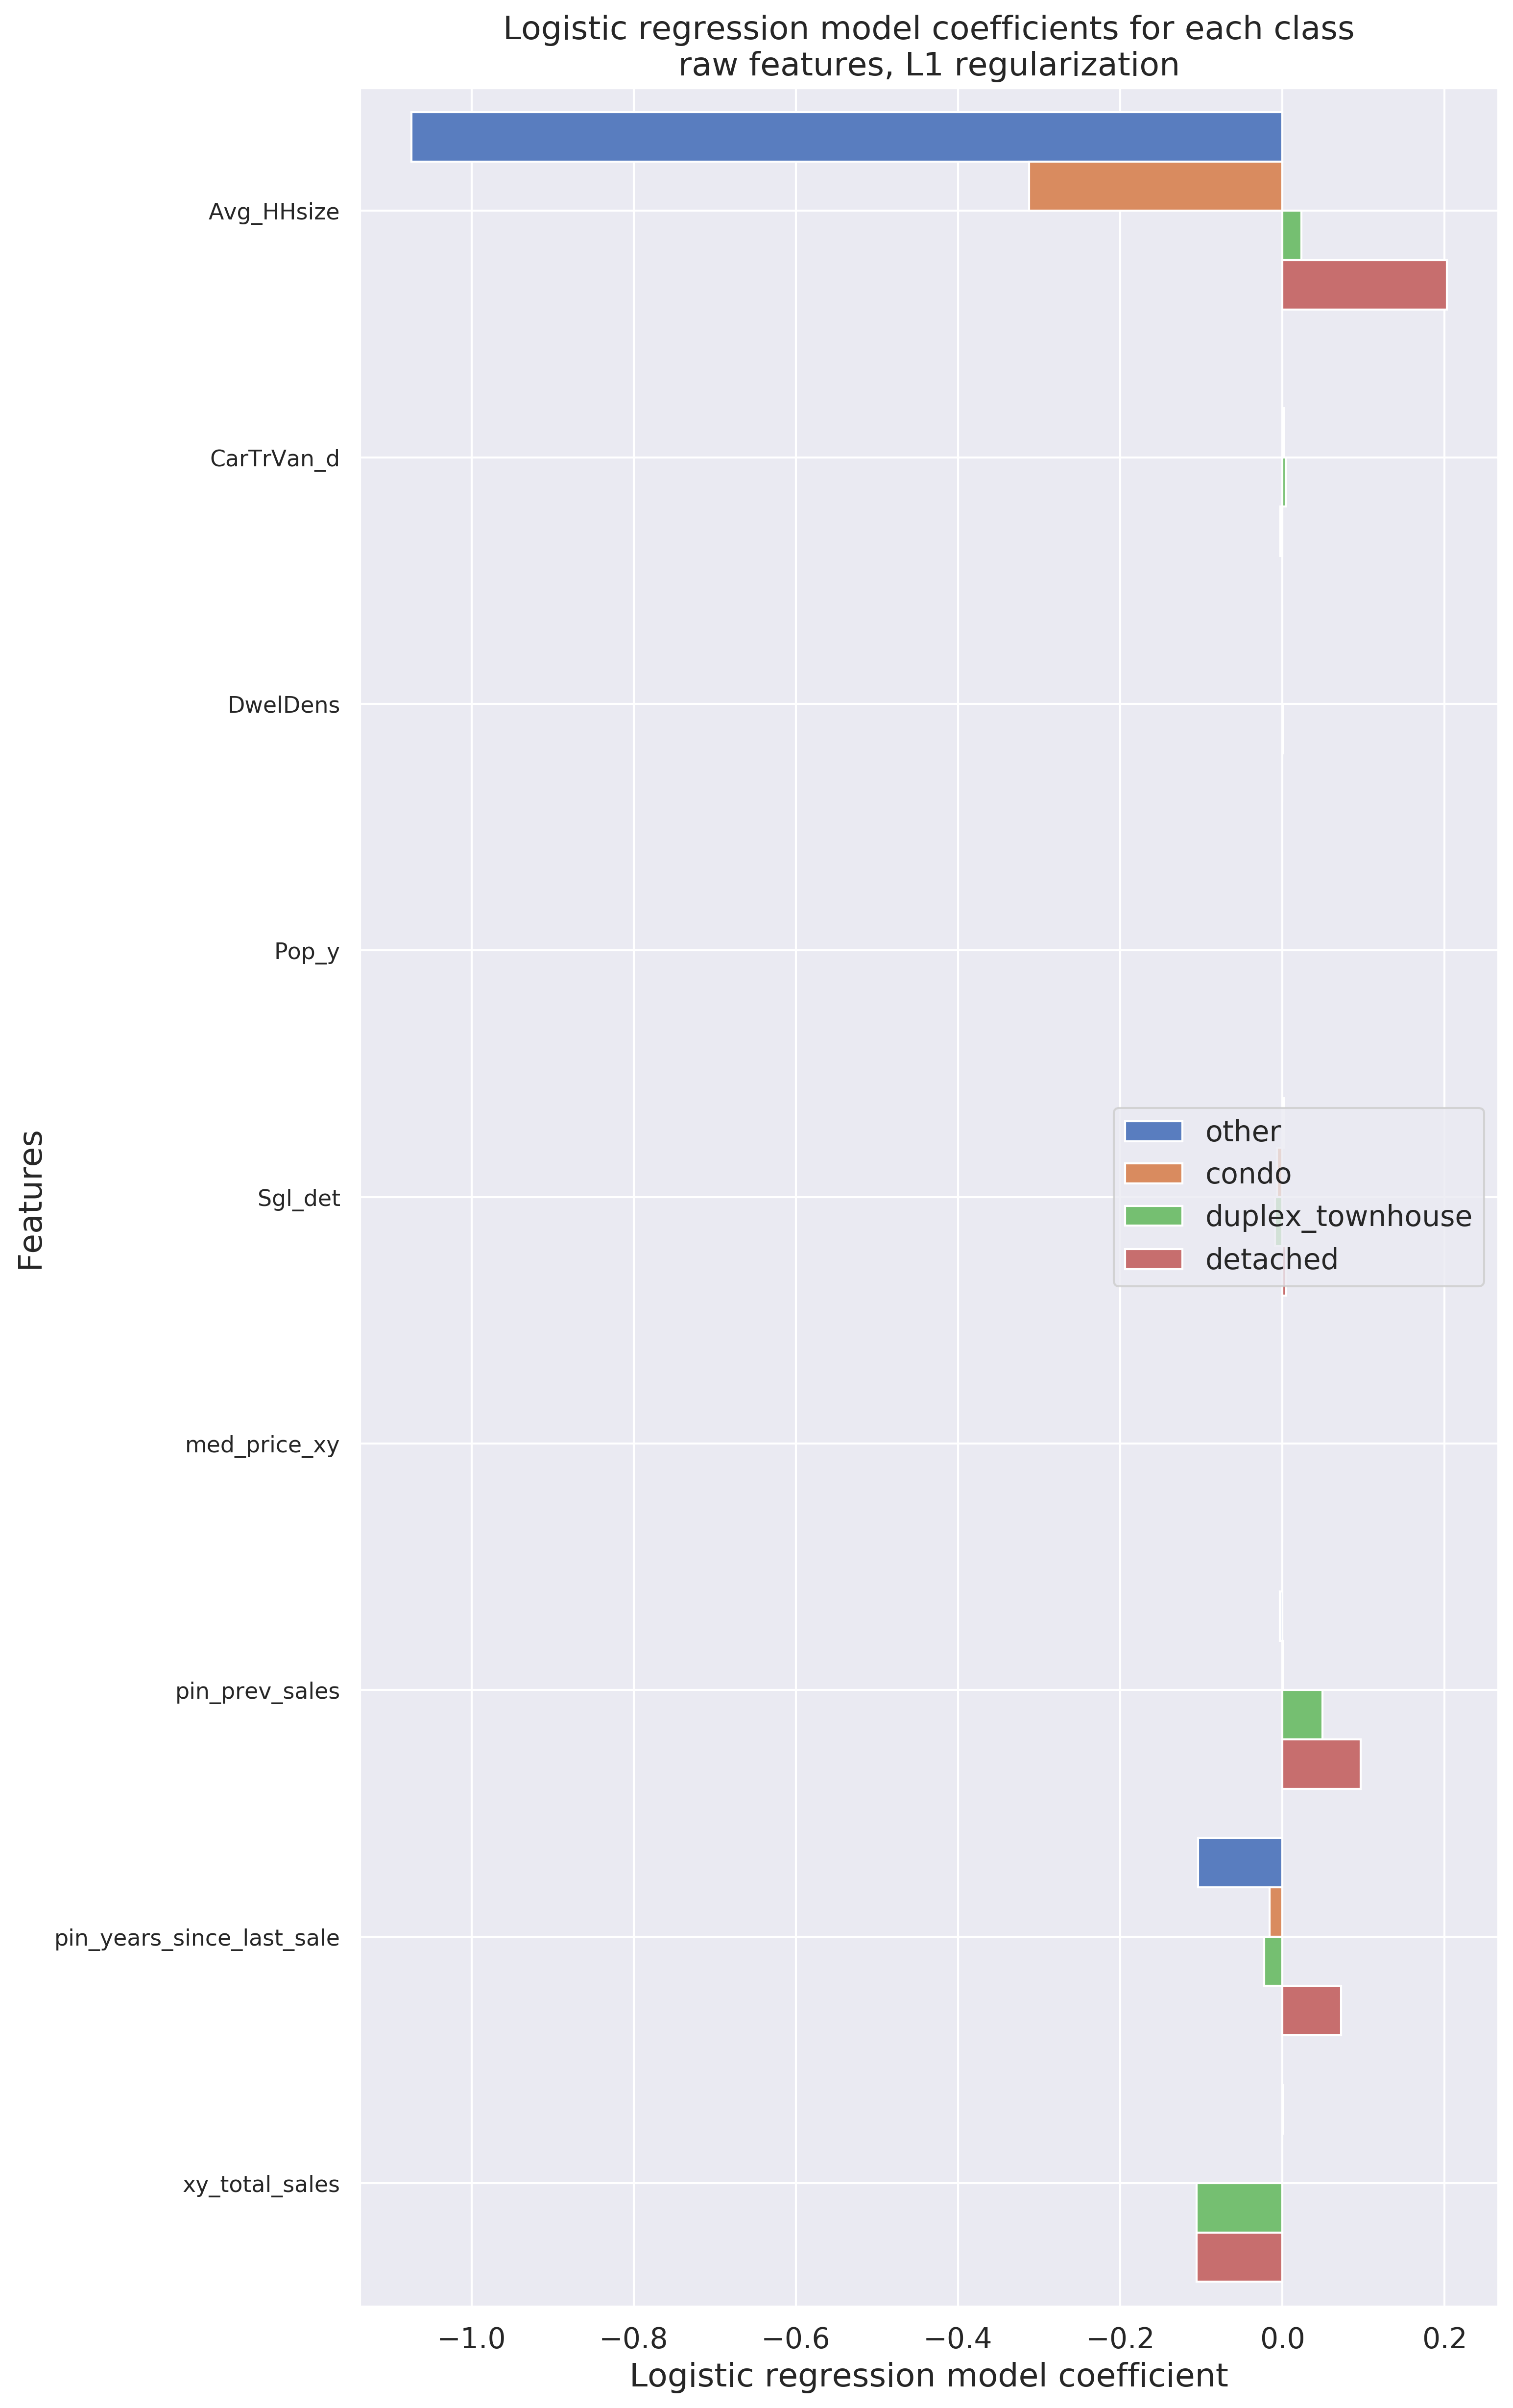 Logistic regression model coefficients for each class
raw features, L1 regularization
Avg_HHsize
CarTrVan_d
DwelDens
Pop_y
Sgl_det
med_price_xy
pin_prev_sales
pin_years_since_last_sale
xy_total_sales
Features
other
condo
duplex_townhouse
detached
−1.0
−0.8
−0.6
−0.4
−0.2
0.0
0.2
Logistic regression model coefficient